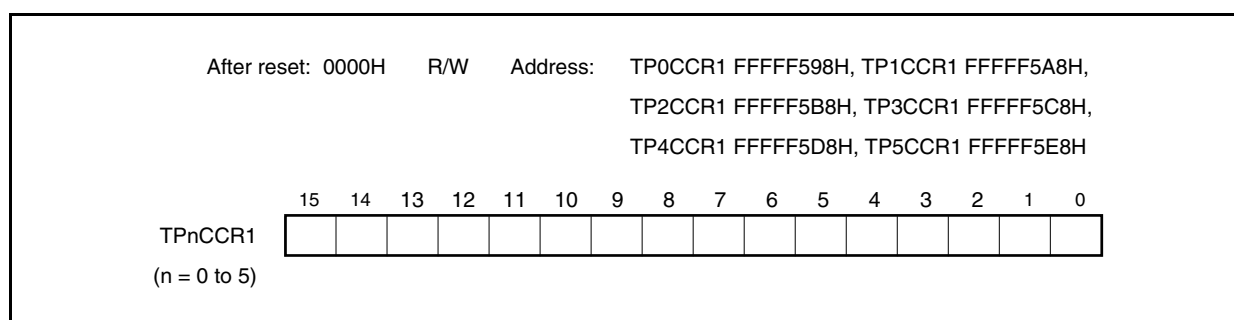 After reset: 0000H R/W Address: TP0CCR1 FFFFF598H, TP1CCR1 FFFFF5A8H,
TP2CCR1 FFFFF5B8H, TP3CCR1 FFFFF5C8H,
TP4CCR1 FFFFF5D8H, TP5CCR1 FFFFF5E8H
15 14 13 12 11 10 9 8 7 6 5 4 3 2 1 0
TPnCCR1
(n = 0 to 5)